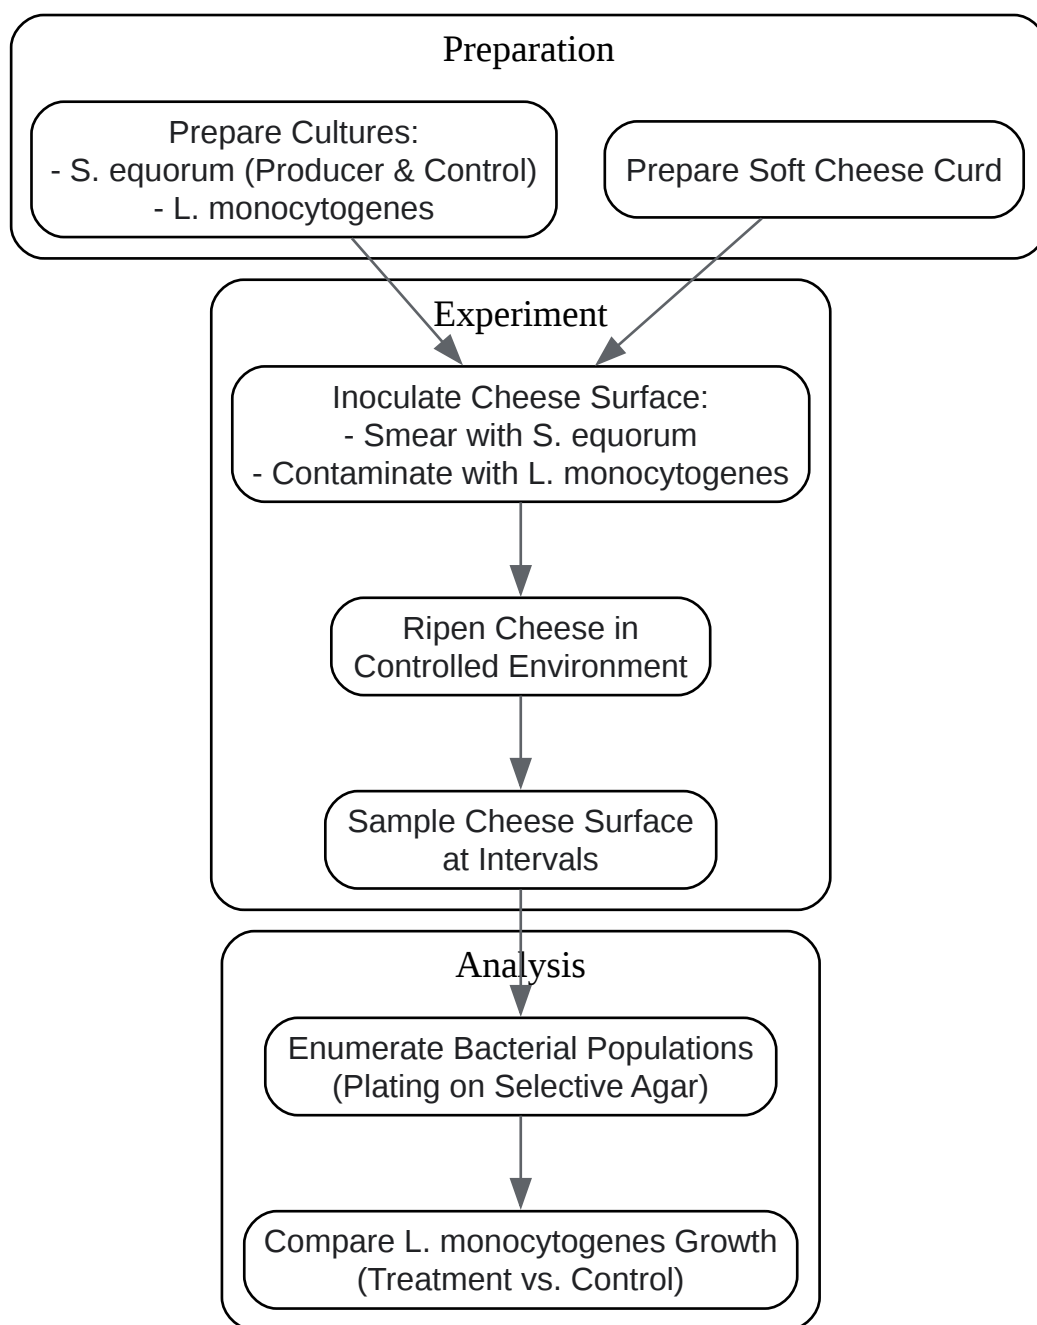 Preparation
Prepare Cultures:
- S. equorum (Producer & Control)
- L. monocytogenes
Prepare Soft Cheese Curd
Experiment
Inoculate Cheese Surface:
- Smear with S. equorum
- Contaminate with L. monocytogenes
Ripen Cheese in
Controlled Environment
Sample Cheese Surface
at Intervals
Analysis
Enumerate Bacterial Populations
(Plating on Selective Agar)
Compare L. monocytogenes Growth
(Treatment vs. Control)